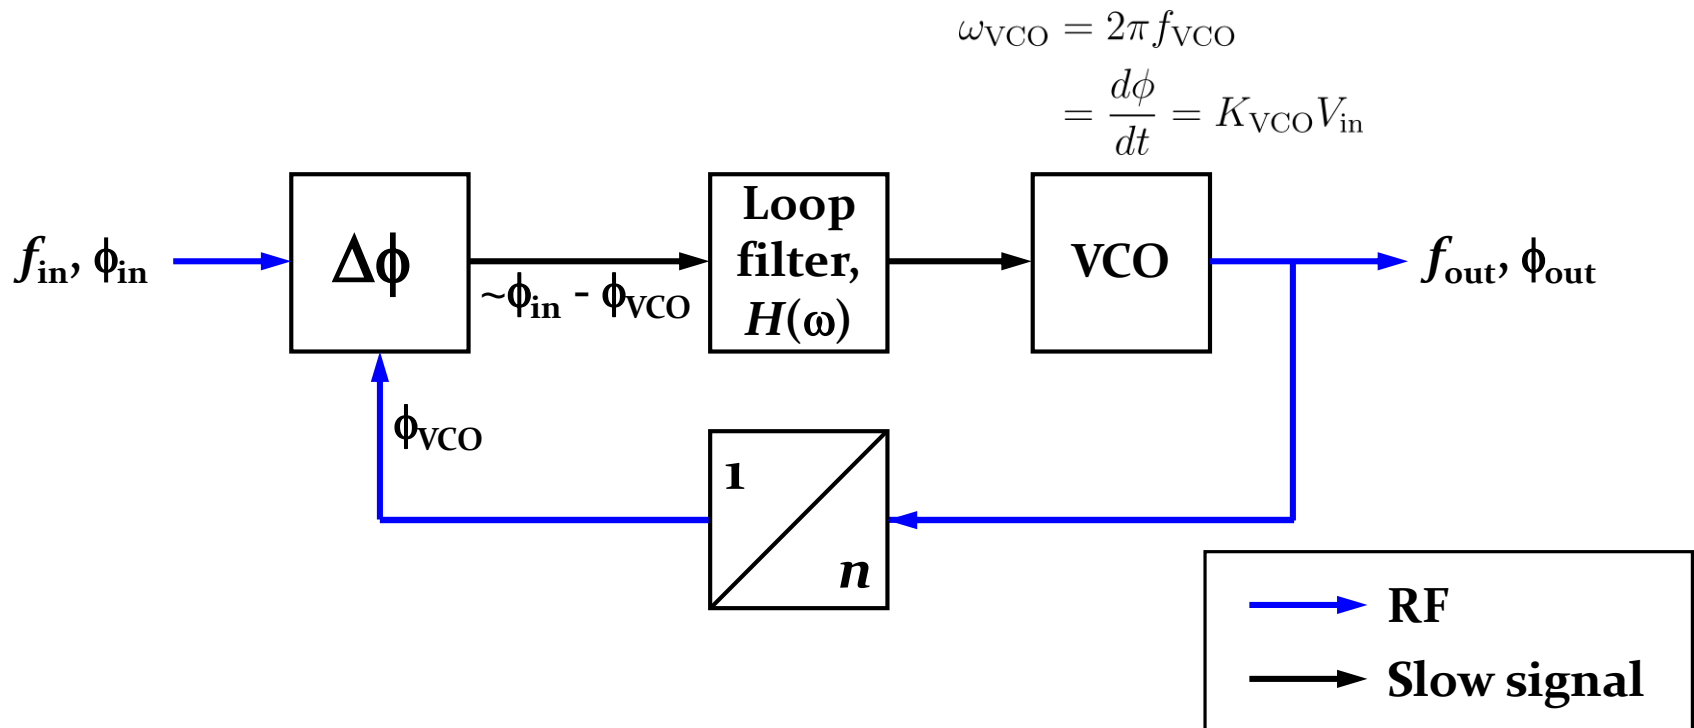 ω_VCO = 2πf_VCO
= dϕ/dt = K_VCO V_in
f_in, ϕ_in
Δϕ
~ϕ_in - ϕ_VCO
Loop
filter,
H(ω)
VCO
f_out, ϕ_out
ϕ_VCO
1
n
RF
Slow signal